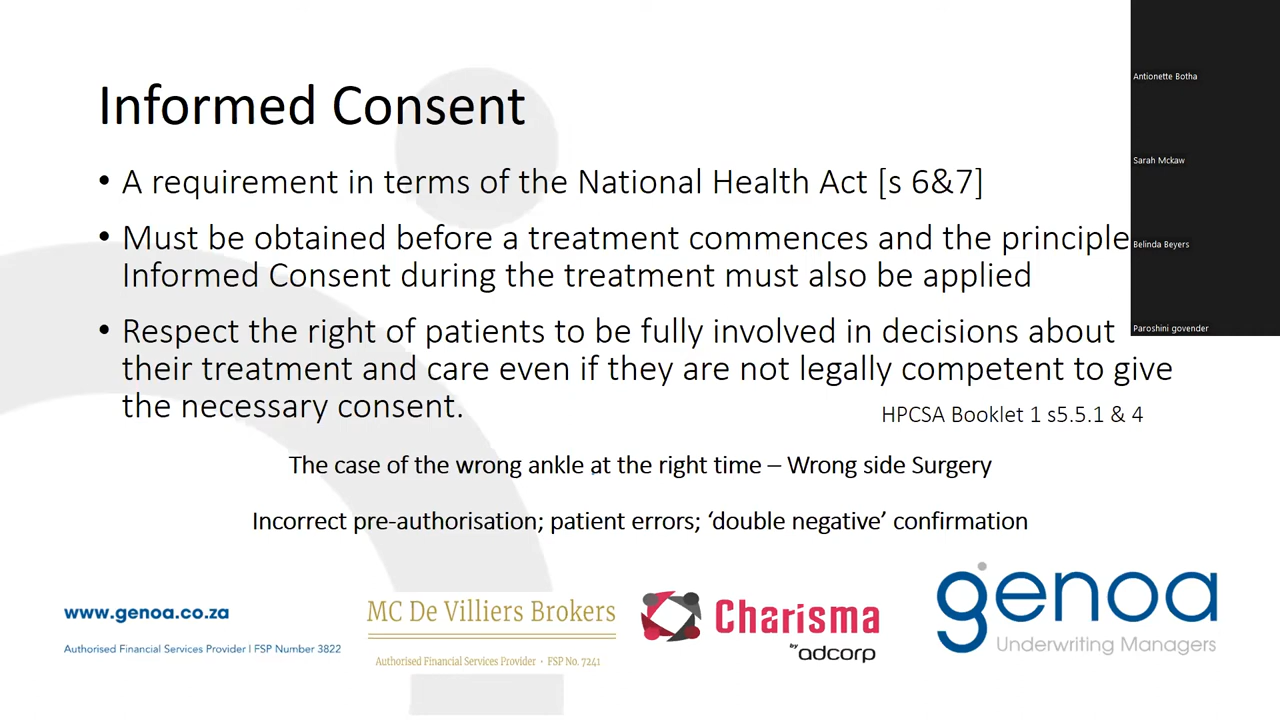 Informed Consent
• A requirement in terms of the National Health Act [s 6&7]
• Must be obtained before a treatment commences and the principle
Informed Consent during the treatment must also be applied
• Respect the right of patients to be fully involved in decisions about
their treatment and care even if they are not legally competent to give
the necessary consent.
HPCSA Booklet 1 s5.5.1 & 4
The case of the wrong ankle at the right time – Wrong side Surgery
Incorrect pre-authorisation; patient errors; ‘double negative’ confirmation
www.genoa.co.za
Authorised Financial Services Provider | FSP Number 3822
MC De Villiers Brokers
Authorised Financial Services Provider • FSP No. 7241
Charisma
by adcorp
genoa
Underwriting Managers
Antionette Botha
Sarah Mckaw
Belinda Beyers
Paroshini govender